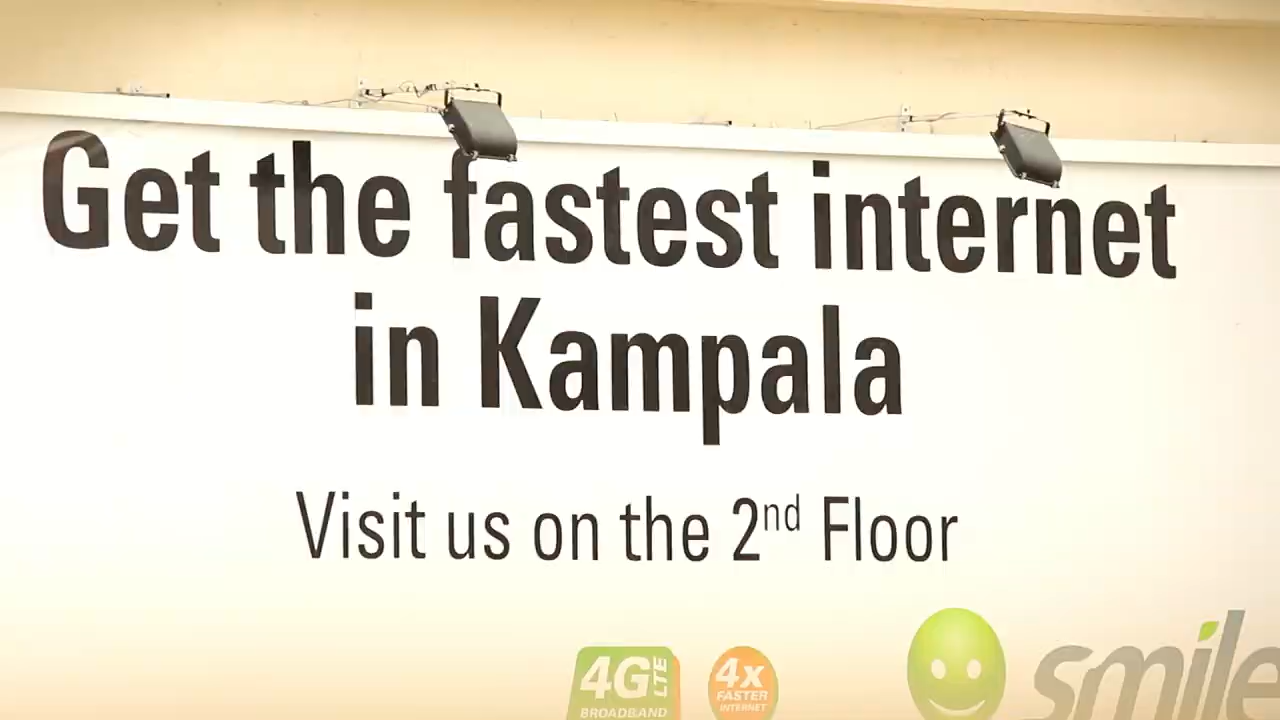 Get the fastest internet
in Kampala
Visit us on the 2nd Floor
4G LTE
BROADBAND
4x
FASTER
INTERNET
smile